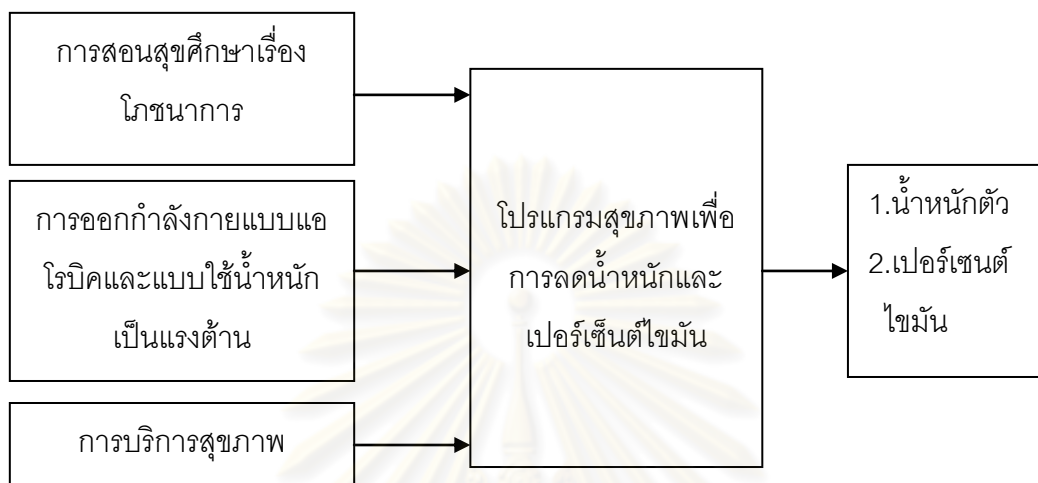 การสอนสุขศึกษาเรื่อง
โภชนาการ
การออกกำลังกายแบบแอ
โรบิคและแบบใช้น้ำหนัก
เป็นแรงต้าน
การบริการสุขภาพ
โปรแกรมสุขภาพเพื่อ
การลดน้ำหนักและ
เปอร์เซ็นต์ไขมัน
1.น้ำหนักตัว
2.เปอร์เซนต์
ไขมัน